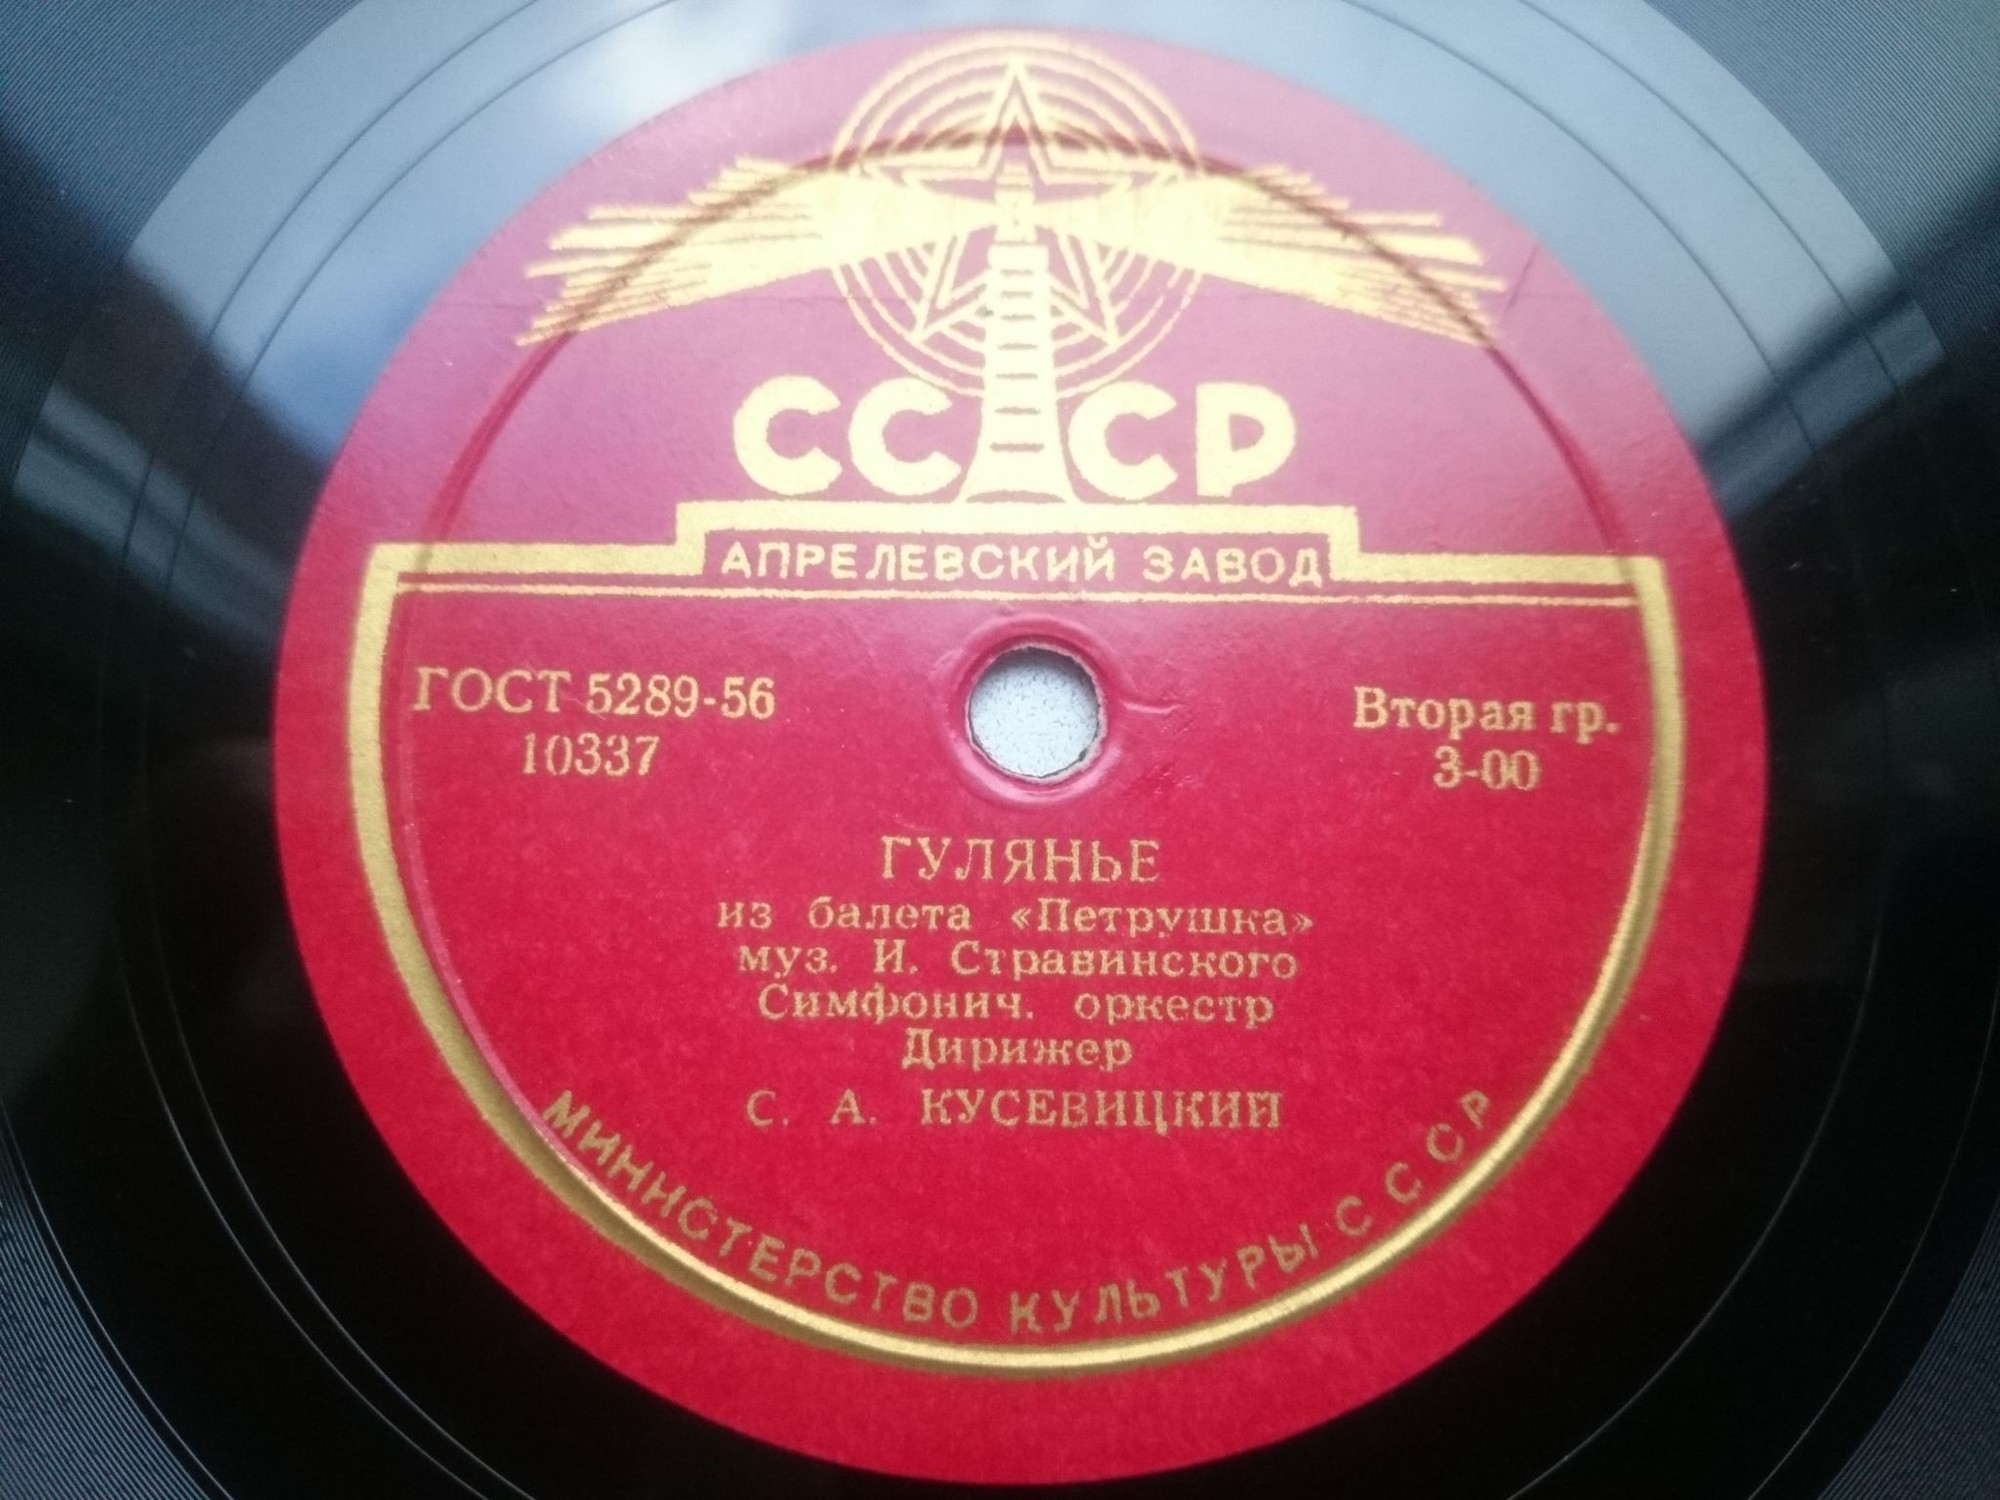 СССР
АПРЕЛЕВСКИЙ ЗАВОД
ГОСТ 5289-56
10337
Вторая гр.
3-00
ГУЛЯНЬЕ
из балета «Петрушка»
муз. И. Стравинского
Симфонич. оркестр
Дирижер
С. А. КУСЕВИЦКИЙ
МИНИСТЕРСТВО КУЛЬТУРЫ СССР